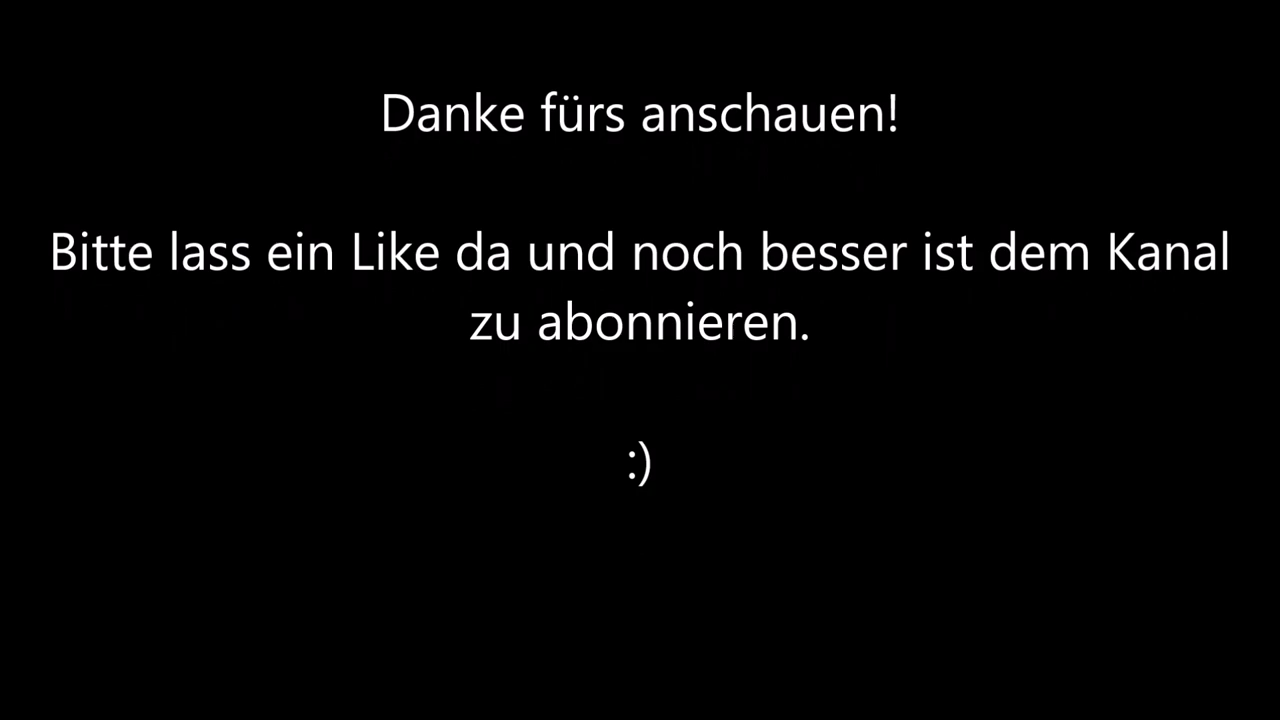 Danke fürs anschauen!
Bitte lass ein Like da und noch besser ist dem Kanal
zu abonnieren.
:)